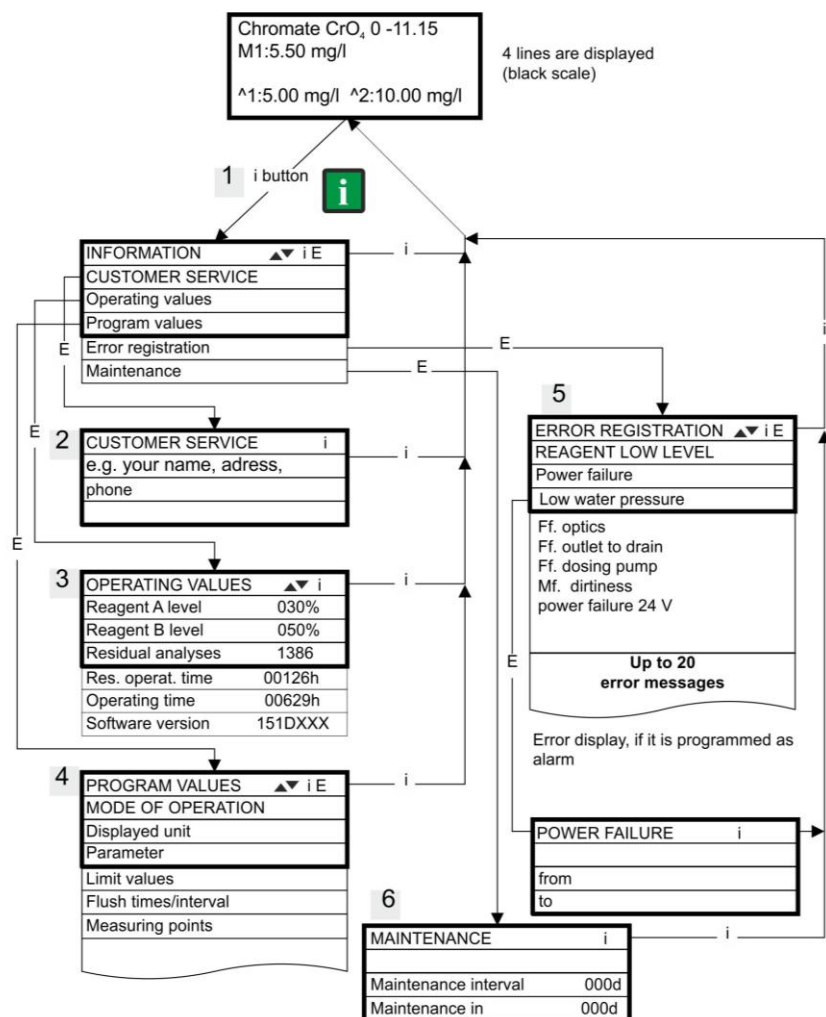 Chromate CrO4 0 -11.15
M1:5.50 mg/l
^1:5.00 mg/l ^2:10.00 mg/l
4 lines are displayed
(black scale)
1 i button
i
INFORMATION ▲▼ i E
CUSTOMER SERVICE
Operating values
Program values
Error registration
Maintenance
i
E
E
E
E
E
i
2
CUSTOMER SERVICE i
e.g. your name, adress,
phone
i
3
OPERATING VALUES ▲▼ i
Reagent A level 030%
Reagent B level 050%
Residual analyses 1386
Res. operat. time 00126h
Operating time 00629h
Software version 151DXXX
i
4
PROGRAM VALUES ▲▼ i E
MODE OF OPERATION
Displayed unit
Parameter
Limit values
Flush times/interval
Measuring points
i
5
ERROR REGISTRATION ▲▼ i E
REAGENT LOW LEVEL
Power failure
Low water pressure
Ff. optics
Ff. outlet to drain
Ff. dosing pump
Mf. dirtiness
power failure 24 V
E
Up to 20
error messages
Error display, if it is programmed as
alarm
POWER FAILURE i
from
to
6
MAINTENANCE i
Maintenance interval 000d
Maintenance in 000d
i